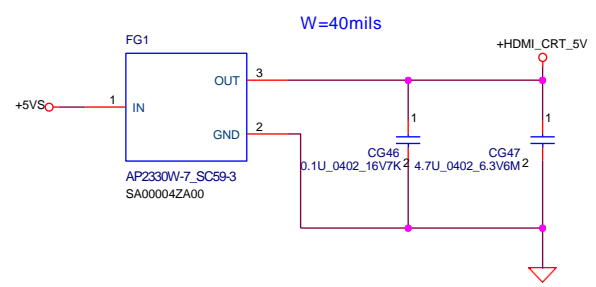 W=40mils
FG1
+HDMI_CRT_5V
OUT
3
+5VS
1
IN
GND
2
1
1
CG46
CG47
0.1U_0402_16V7K
2
4.7U_0402_6.3V6M
2
AP2330W-7_SC59-3
SA00004ZA00